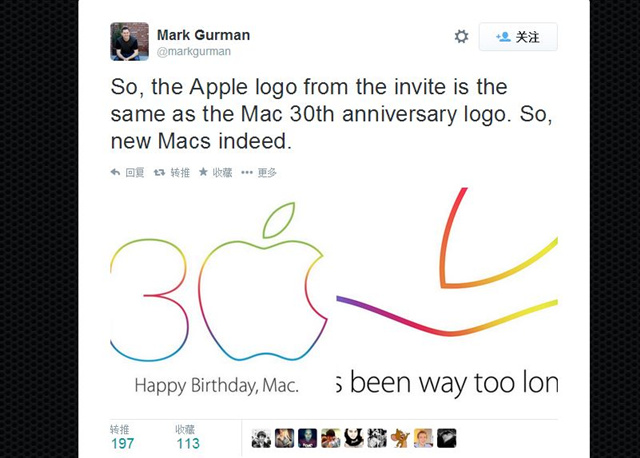 Mark Gurman
@markgurman
关注
So, the Apple logo from the invite is the
same as the Mac 30th anniversary logo. So,
new Macs indeed.
回复 转推 收藏 更多
30
Happy Birthday, Mac.
s been way too lon
转推 收藏
197 113